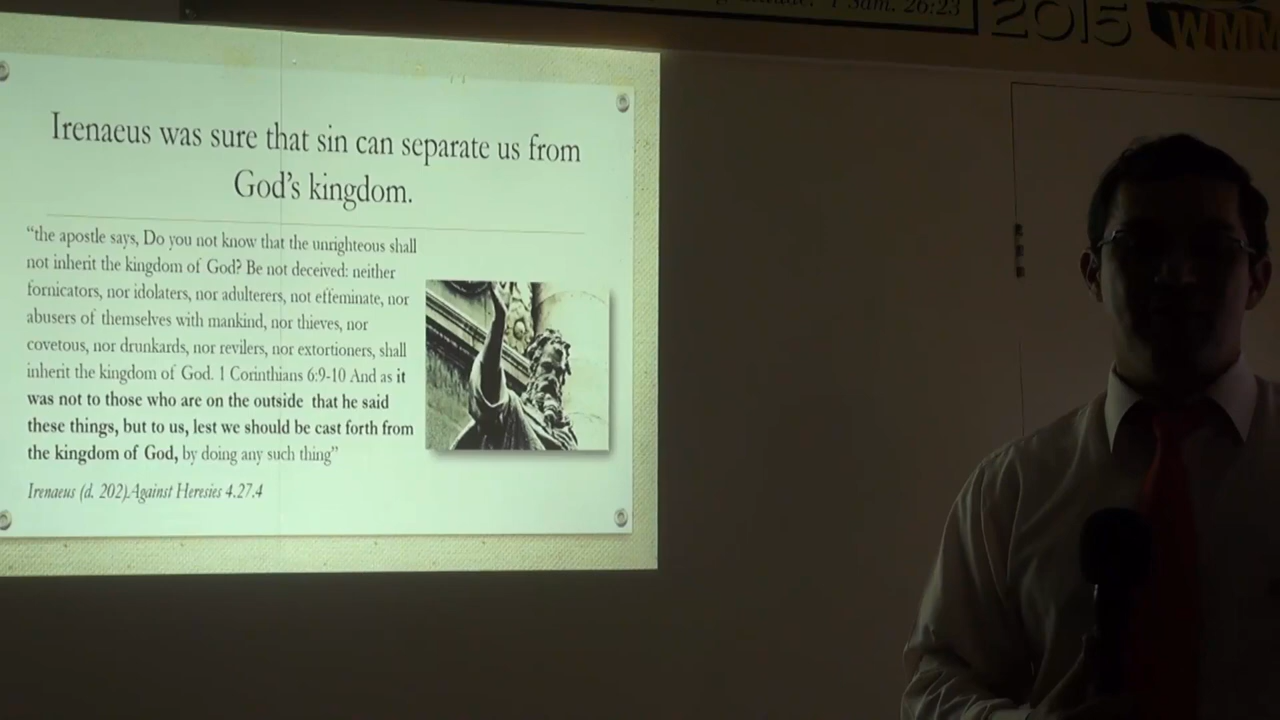 1 Sam. 26:23
2015
WMM
Irenaeus was sure that sin can separate us from
God's kingdom.
“the apostle says, Do you not know that the unrighteous shall
not inherit the kingdom of God? Be not deceived: neither
fornicators, nor idolaters, nor adulterers, not effeminate, nor
abusers of themselves with mankind, nor thieves, nor
covetous, nor drunkards, nor revilers, nor extortioners, shall
inherit the kingdom of God. 1 Corinthians 6:9-10 And as it
was not to those who are on the outside that he said
these things, but to us, lest we should be cast forth from
the kingdom of God, by doing any such thing”
Irenaeus (d. 202).Against Heresies 4.27.4